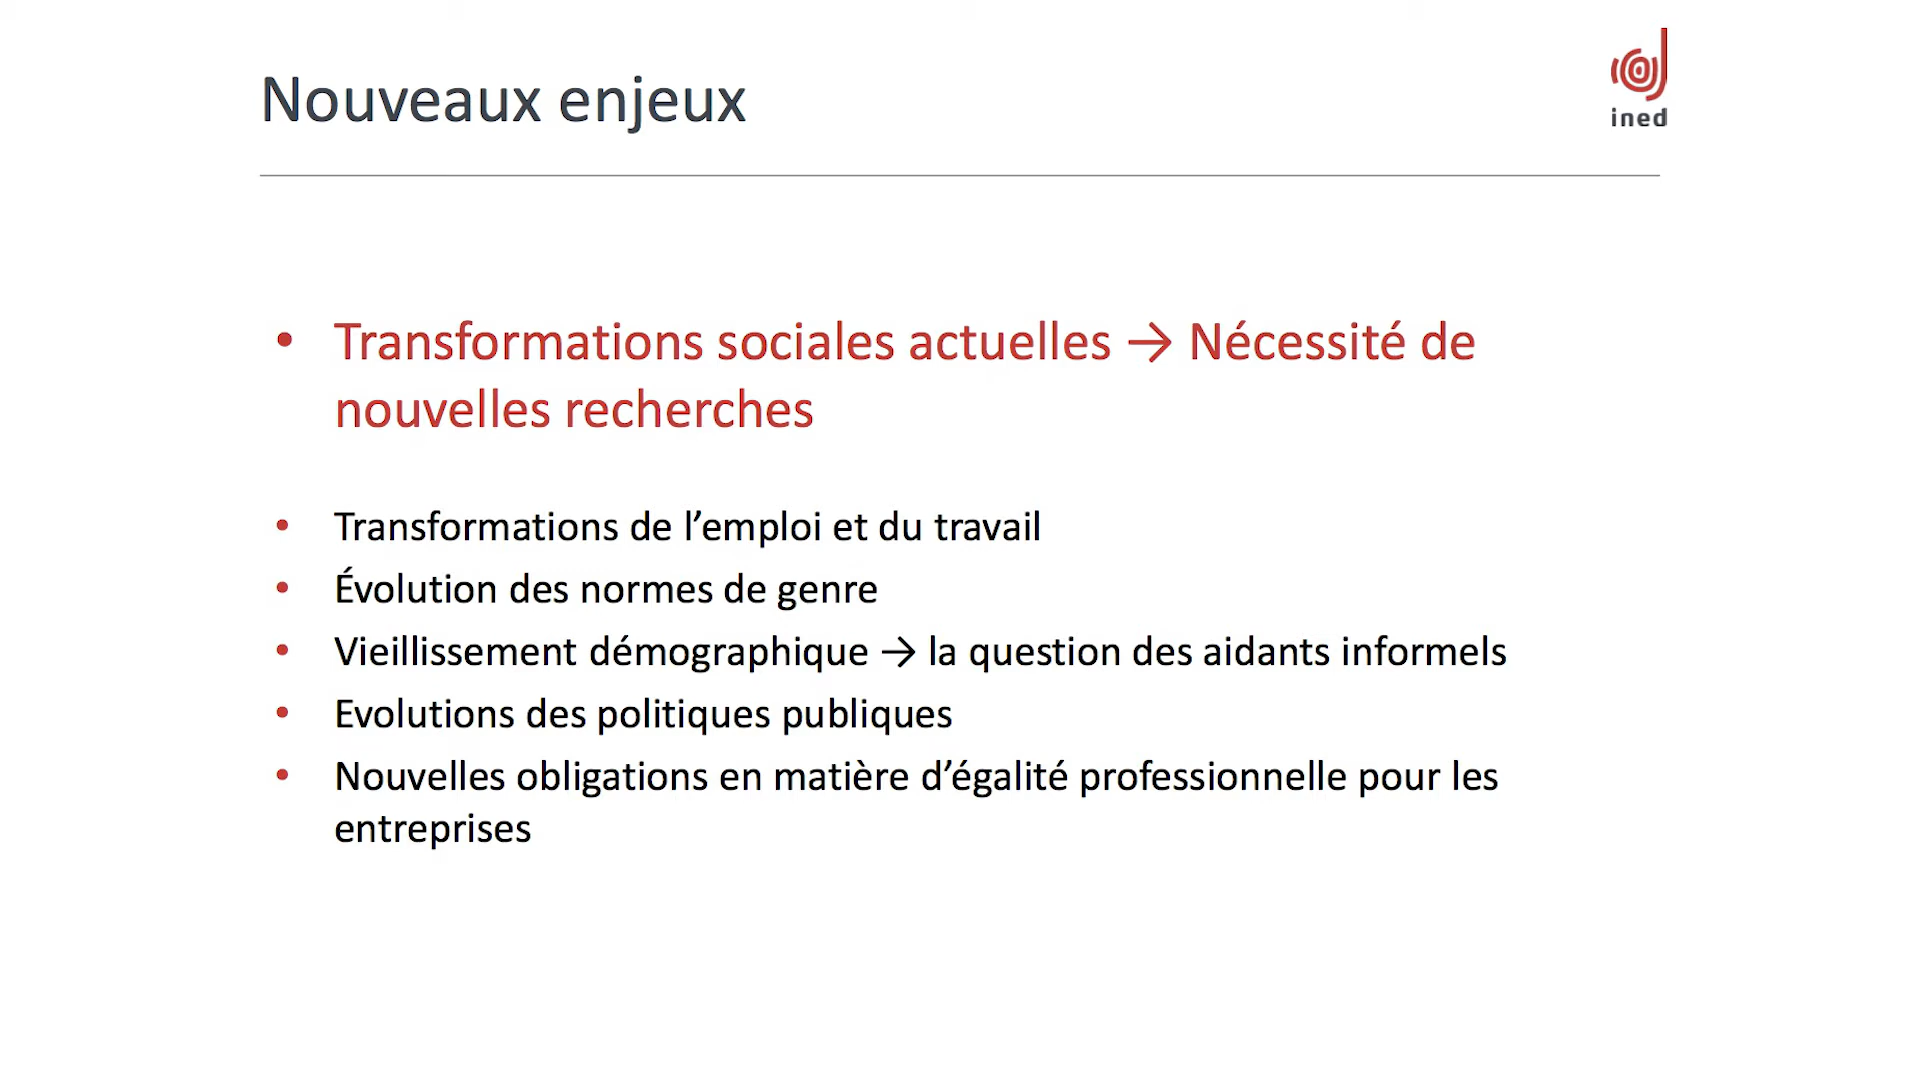 Nouveaux enjeux
ined
• Transformations sociales actuelles → Nécessité de
nouvelles recherches
• Transformations de l’emploi et du travail
• Évolution des normes de genre
• Vieillissement démographique → la question des aidants informels
• Evolutions des politiques publiques
• Nouvelles obligations en matière d’égalité professionnelle pour les
entreprises